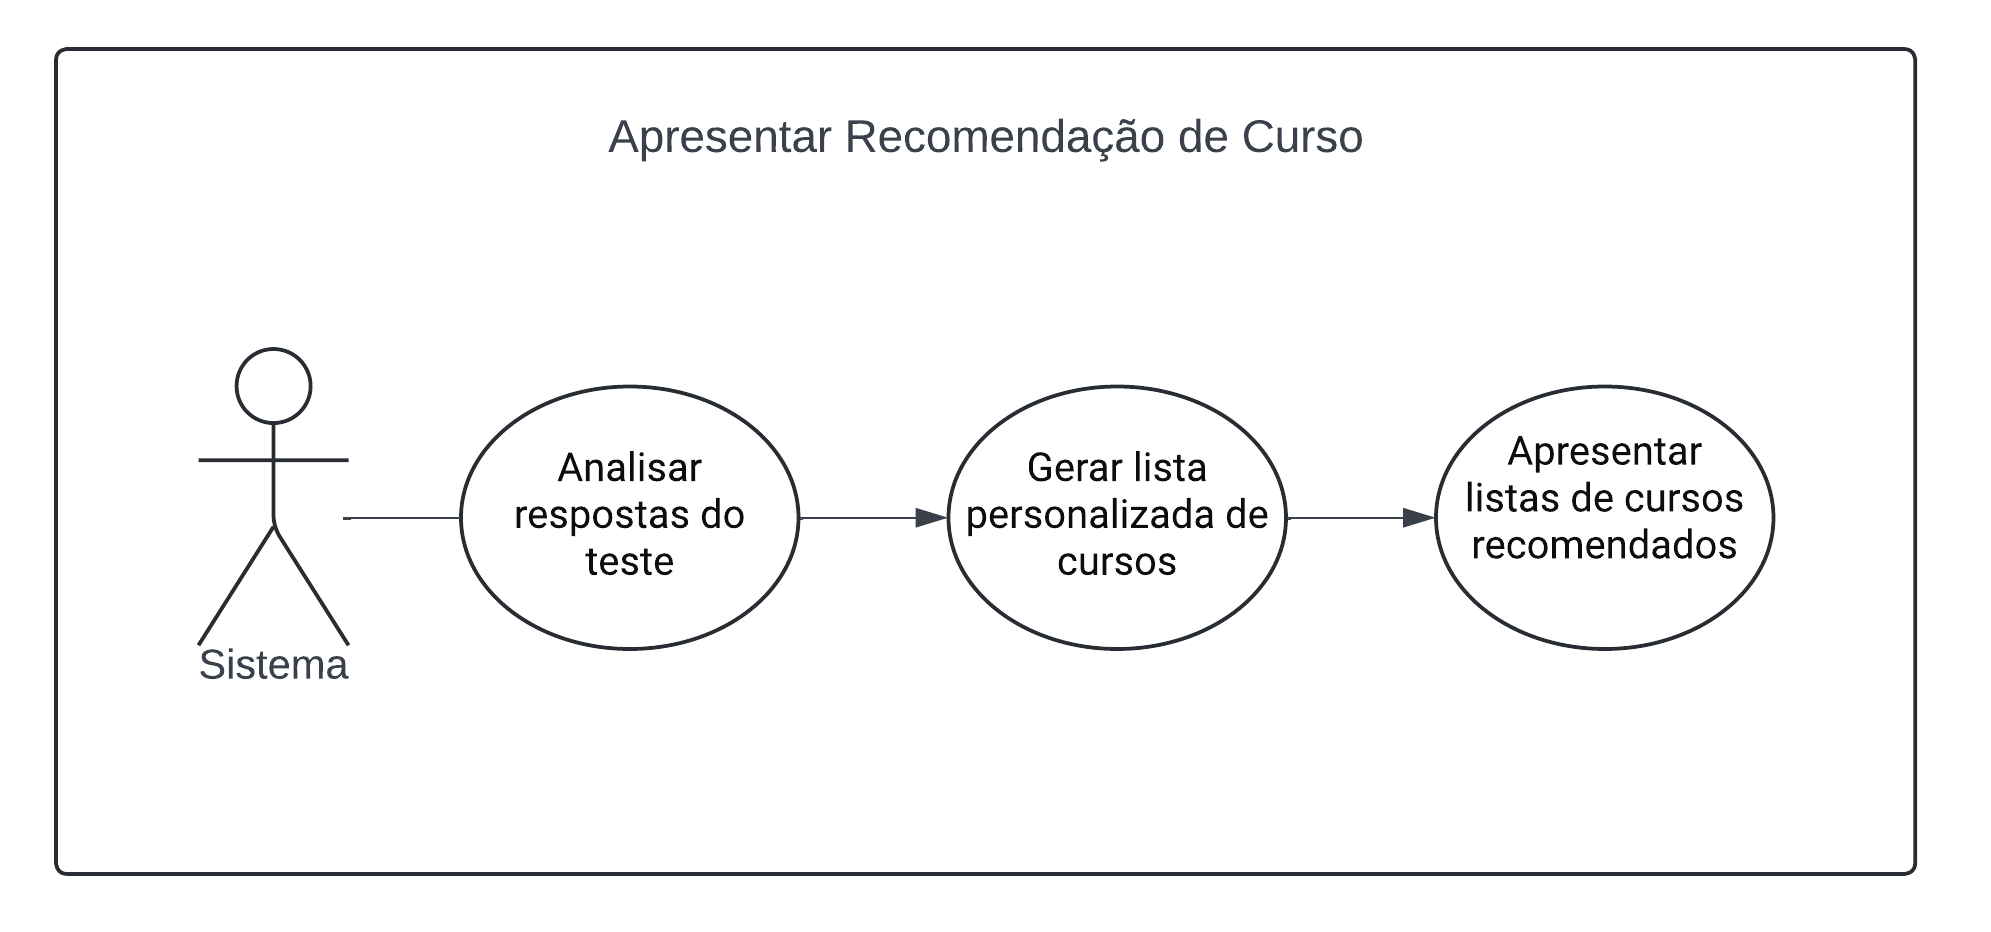 Apresentar Recomendação de Curso
Analisar
respostas do
teste
Gerar lista
personalizada de
cursos
Apresentar
listas de cursos
recomendados
Sistema